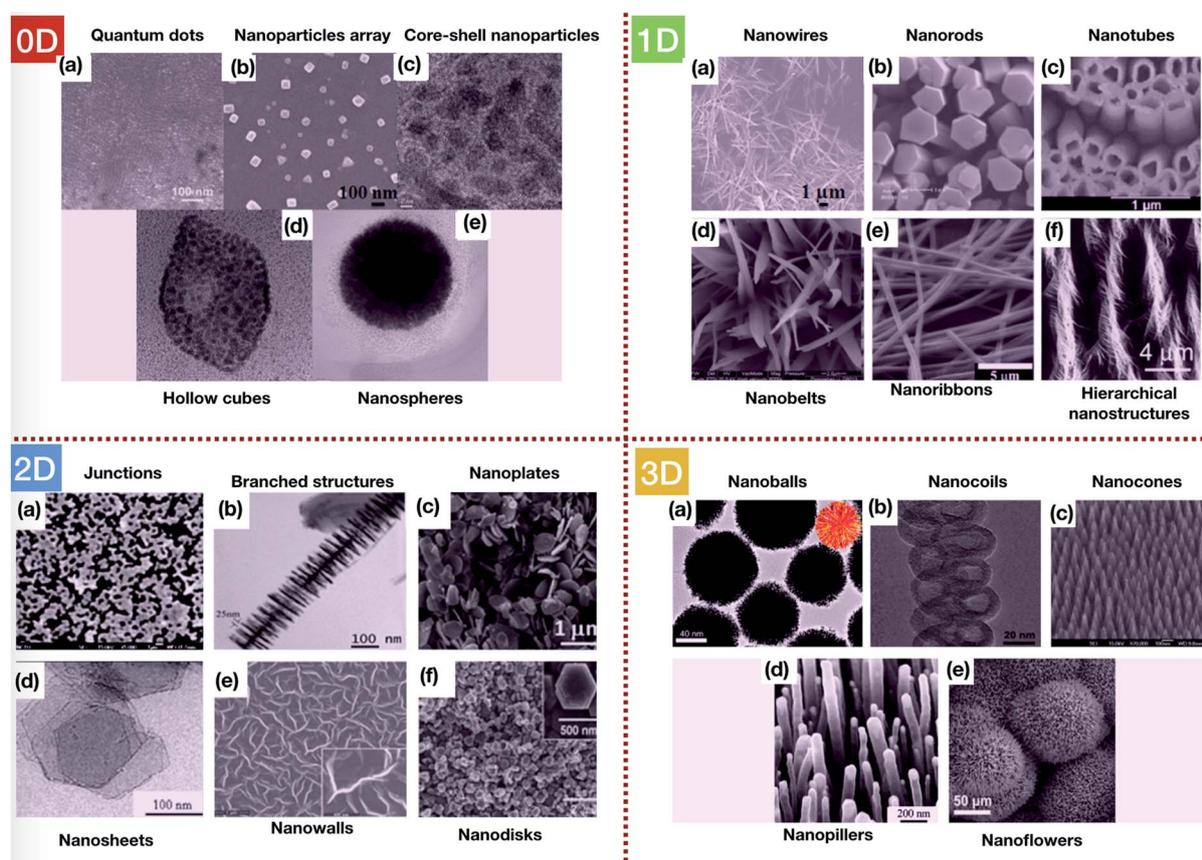 0D
Quantum dots
Nanoparticles array
Core-shell nanoparticles
(a)
(b)
(c)
100 nm
100 nm
(d)
(e)
Hollow cubes
Nanospheres
1D
Nanowires
Nanorods
Nanotubes
(a)
(b)
(c)
1 µm
1 µm
(d)
(e)
(f)
5 µm
4 µm
Nanobelts
Nanoribbons
Hierarchical
nanostructures
2D
Junctions
Branched structures
Nanoplates
(a)
(b)
(c)
25nm
100 nm
1 µm
(d)
(e)
(f)
500 nm
100 nm
Nanosheets
Nanowalls
Nanodisks
3D
Nanoballs
Nanocoils
Nanocones
(a)
(b)
(c)
40 nm
20 nm
(d)
(e)
200 nm
50 µm
Nanopillers
Nanoflowers